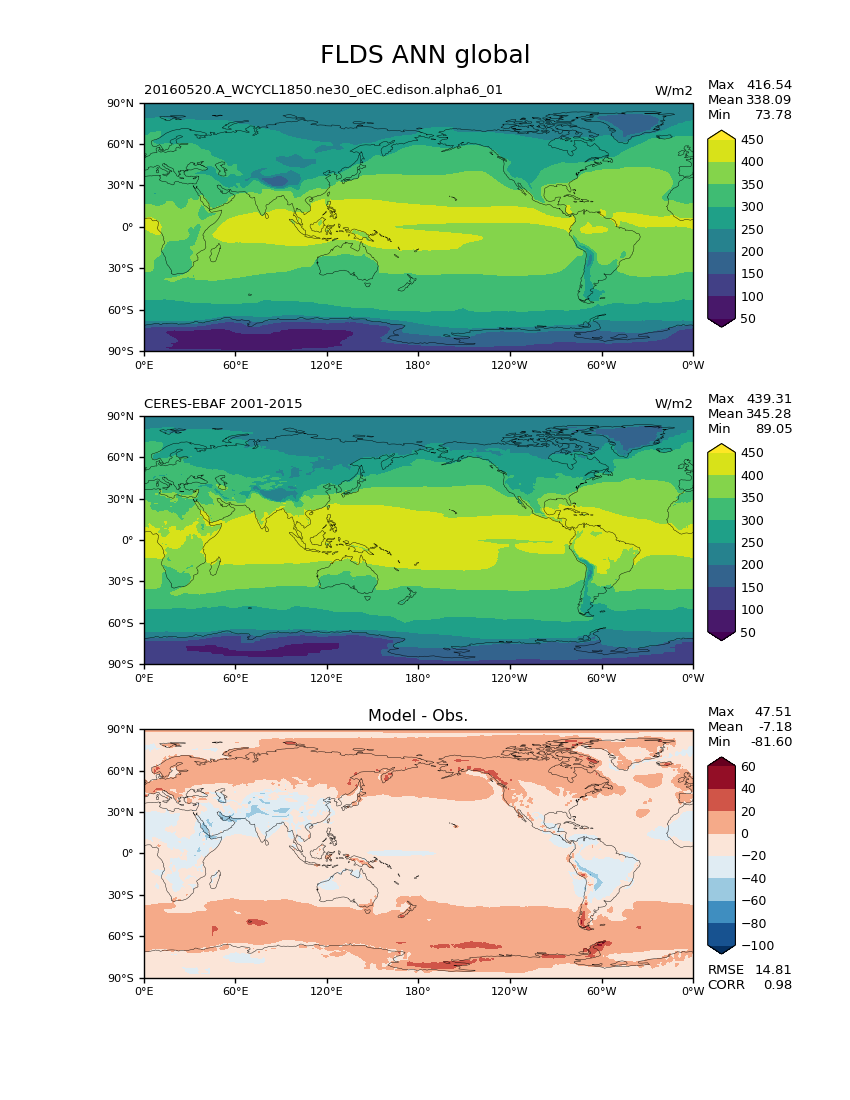 FLDS ANN global
20160520.A_WCYCL1850.ne30_oEC.edison.alpha6_01 W/m2
Max 416.54
Mean 338.09
Min 73.78
90°N
60°N
30°N
0°
30°S
60°S
90°S
0°E 60°E 120°E 180° 120°W 60°W 0°W
450
400
350
300
250
200
150
100
50
CERES-EBAF 2001-2015 W/m2
Max 439.31
Mean 345.28
Min 89.05
90°N
60°N
30°N
0°
30°S
60°S
90°S
0°E 60°E 120°E 180° 120°W 60°W 0°W
450
400
350
300
250
200
150
100
50
Model - Obs.
Max 47.51
Mean -7.18
Min -81.60
90°N
60°N
30°N
0°
30°S
60°S
90°S
0°E 60°E 120°E 180° 120°W 60°W 0°W
60
40
20
0
−20
−40
−60
−80
−100
RMSE 14.81
CORR 0.98